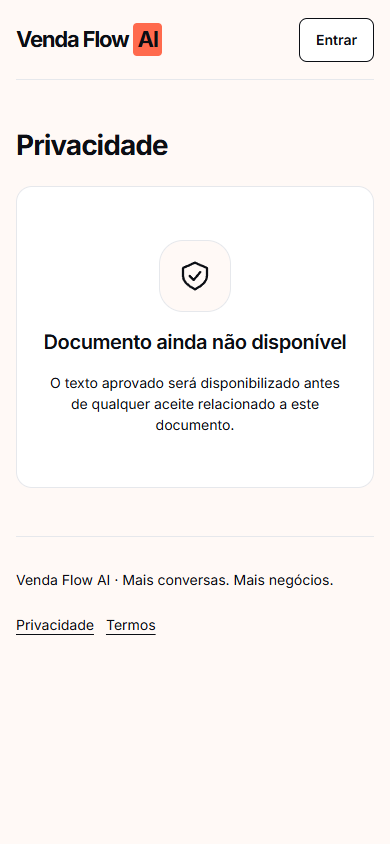 Venda Flow AI
Entrar
Privacidade
Documento ainda não disponível
O texto aprovado será disponibilizado antes
de qualquer aceite relacionado a este
documento.
Venda Flow AI · Mais conversas. Mais negócios.
Privacidade Termos